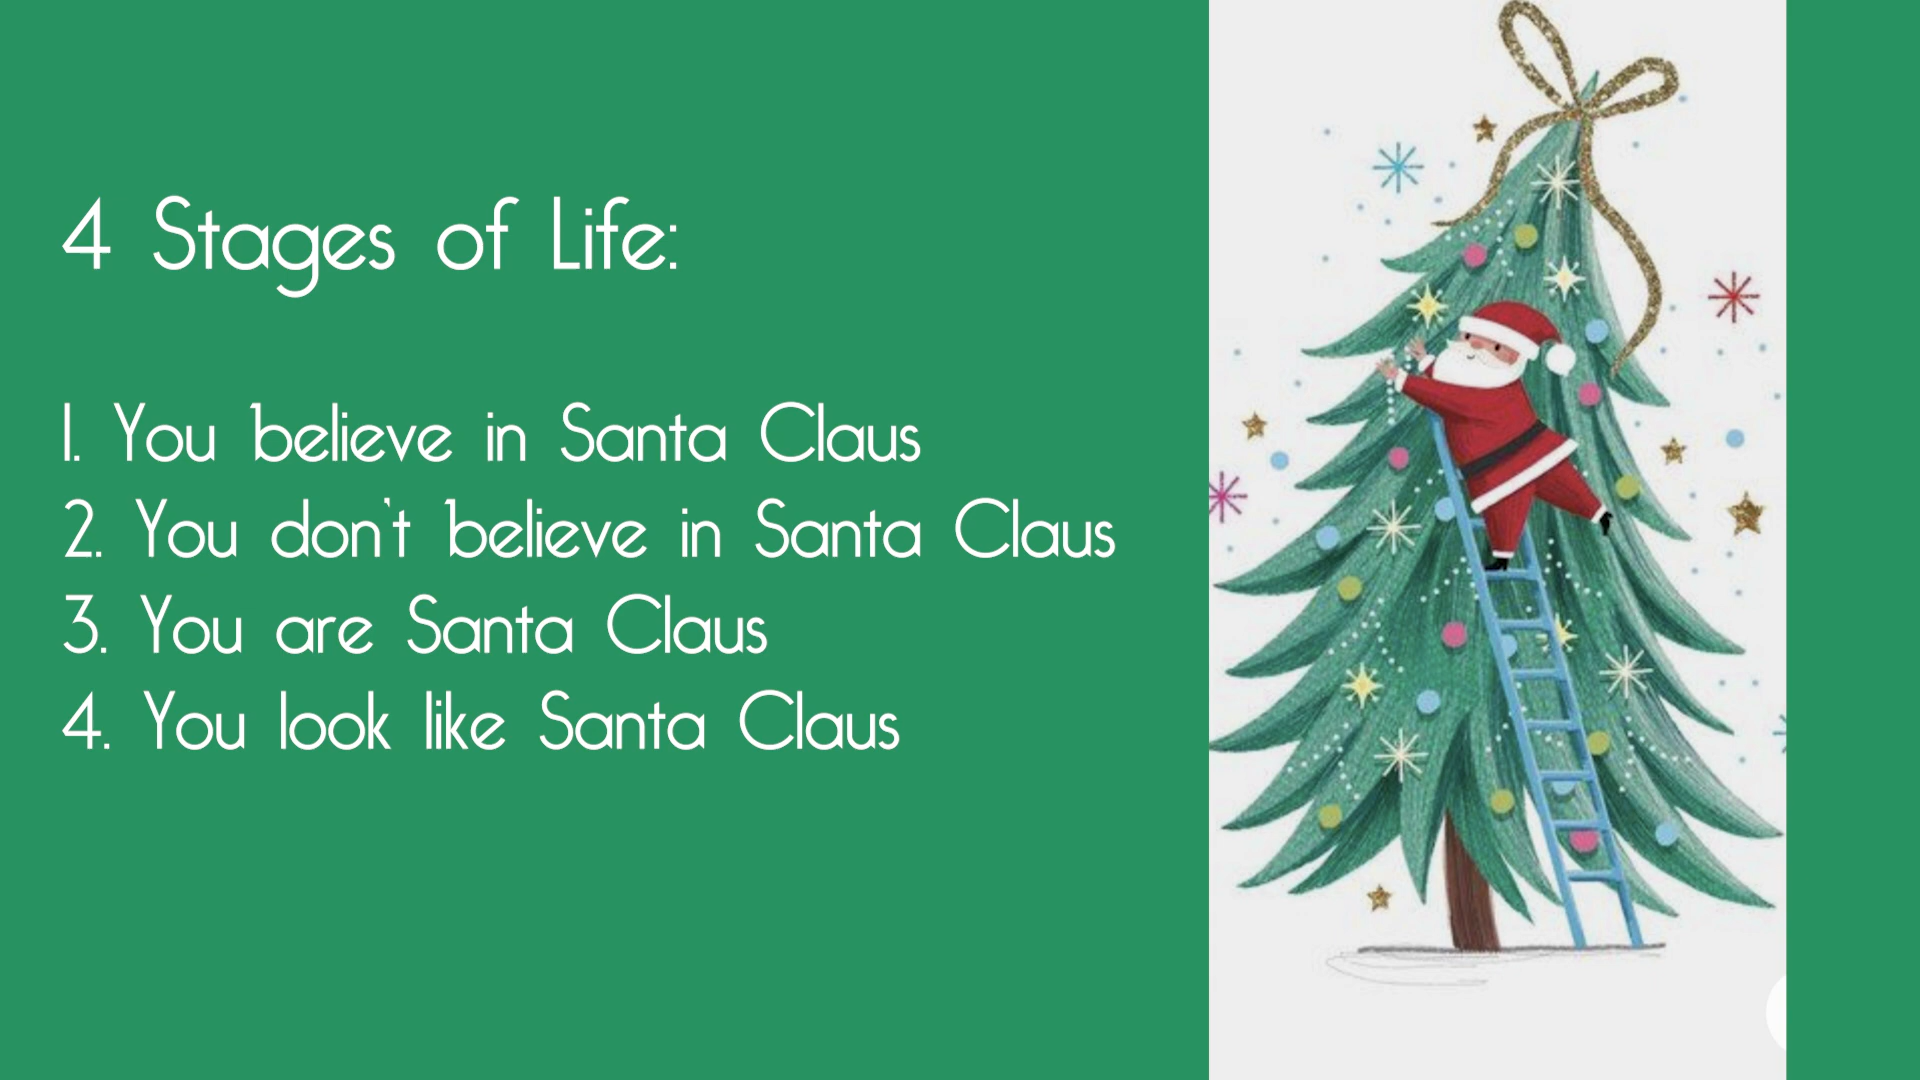 4 Stages of Life:
1. You believe in Santa Claus
2. You don't believe in Santa Claus
3. You are Santa Claus
4. You look like Santa Claus